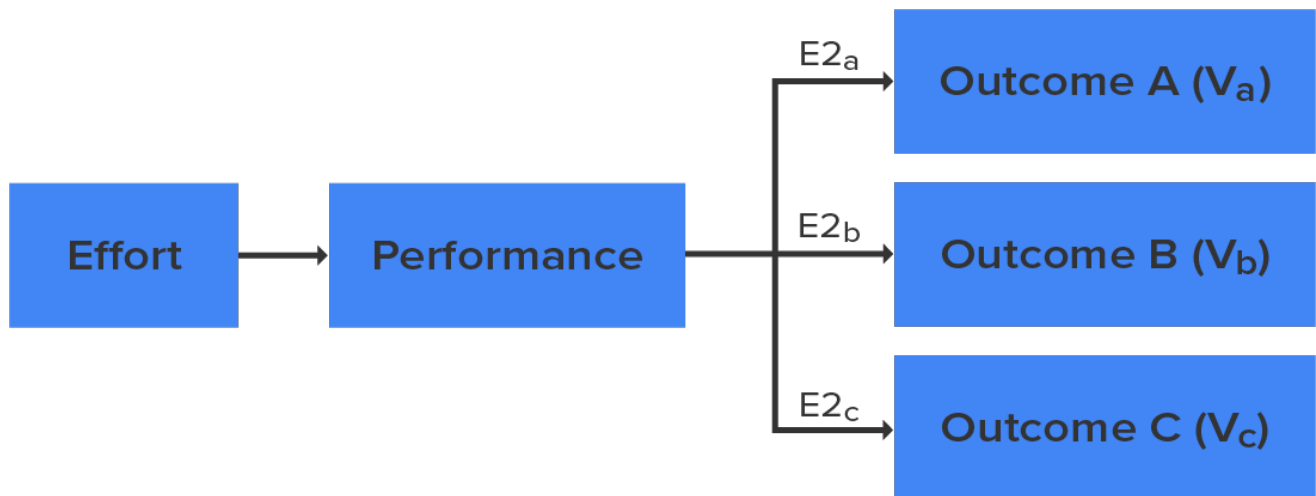 E2a
Outcome A (Va)
Effort
Performance
E2b
Outcome B (Vb)
E2c
Outcome C (Vc)